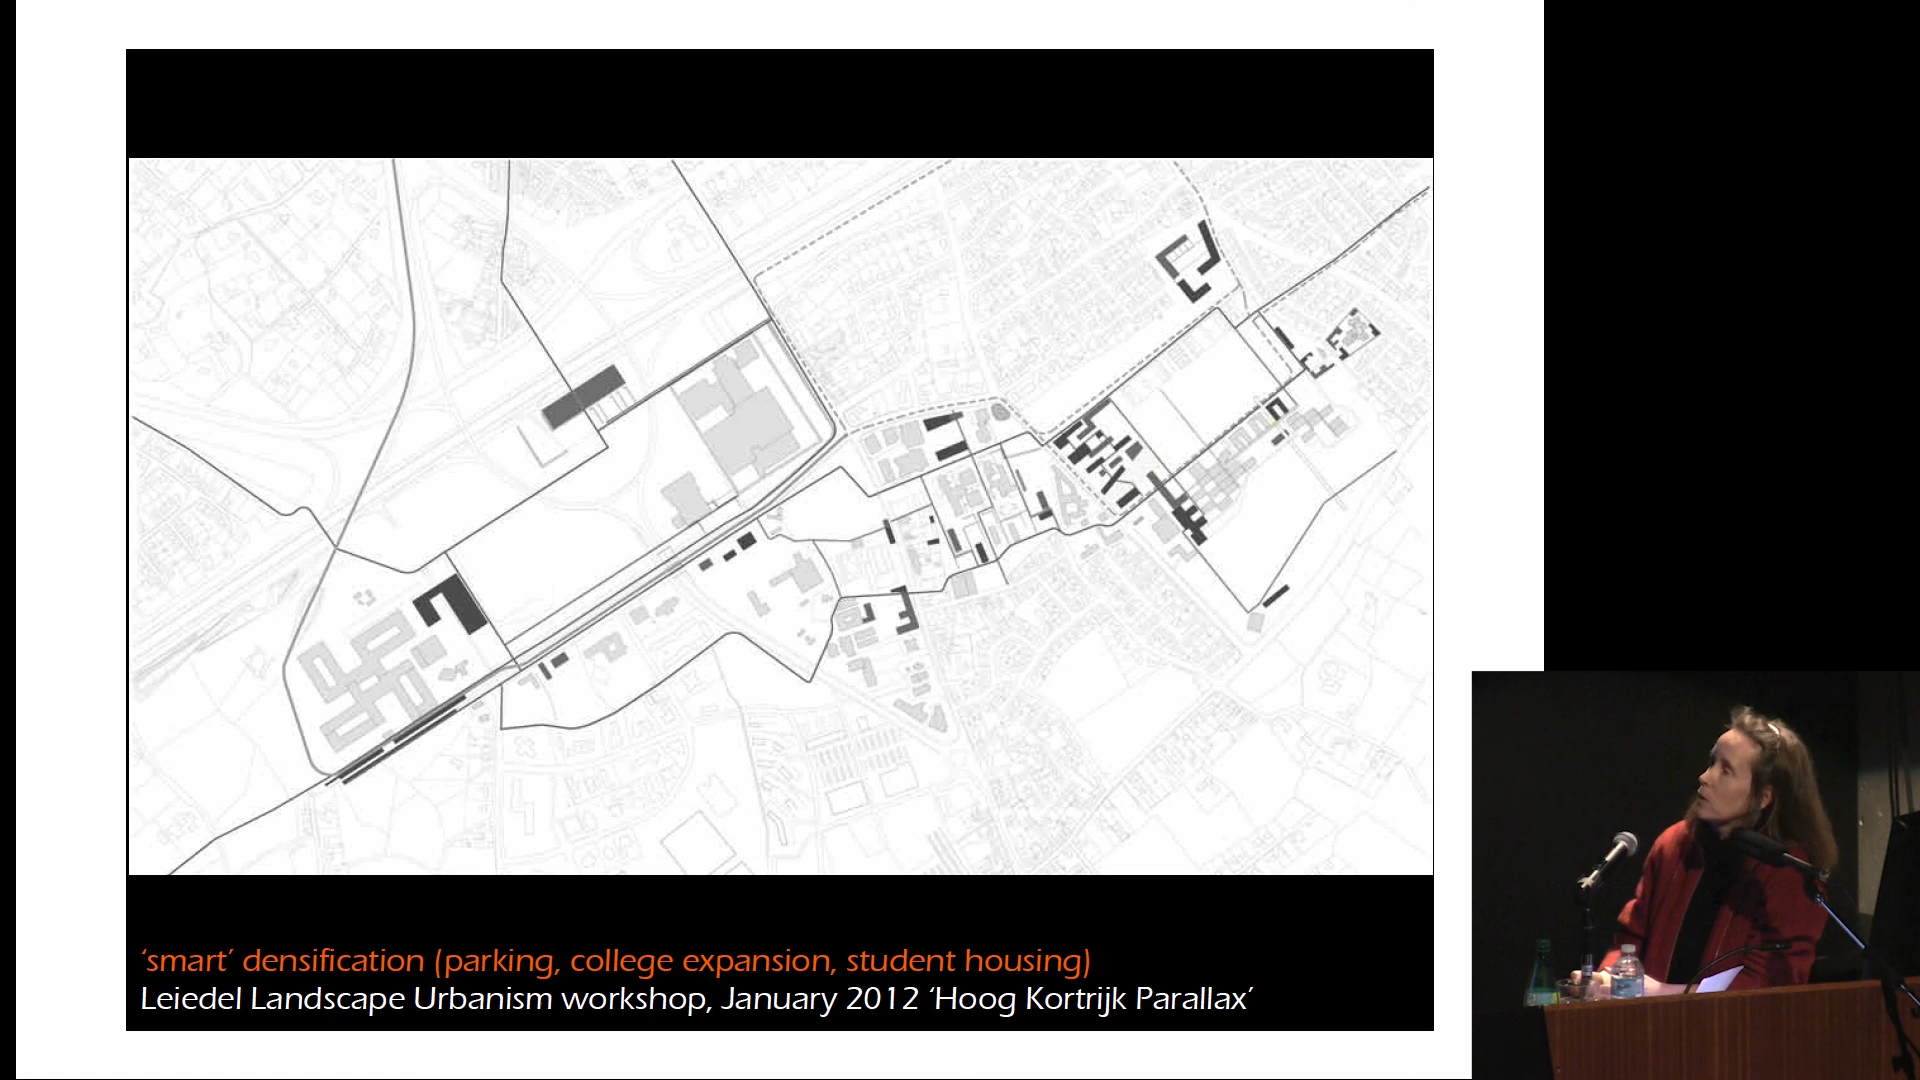 ‘smart’ densification (parking, college expansion, student housing)
Leiedel Landscape Urbanism workshop, January 2012 ‘Hoog Kortrijk Parallax’